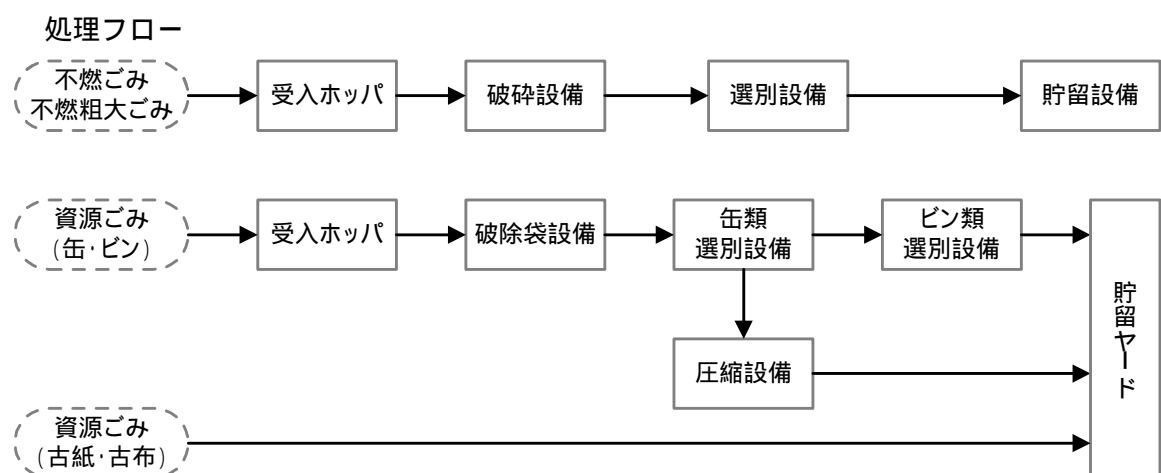 処理フロー
不燃ごみ
不燃粗大ごみ
受入ホッパ
破砕設備
選別設備
貯留設備
資源ごみ
(缶･ビン)
受入ホッパ
破除袋設備
缶類
選別設備
ビン類
選別設備
圧縮設備
貯留ヤード
資源ごみ
(古紙･古布)